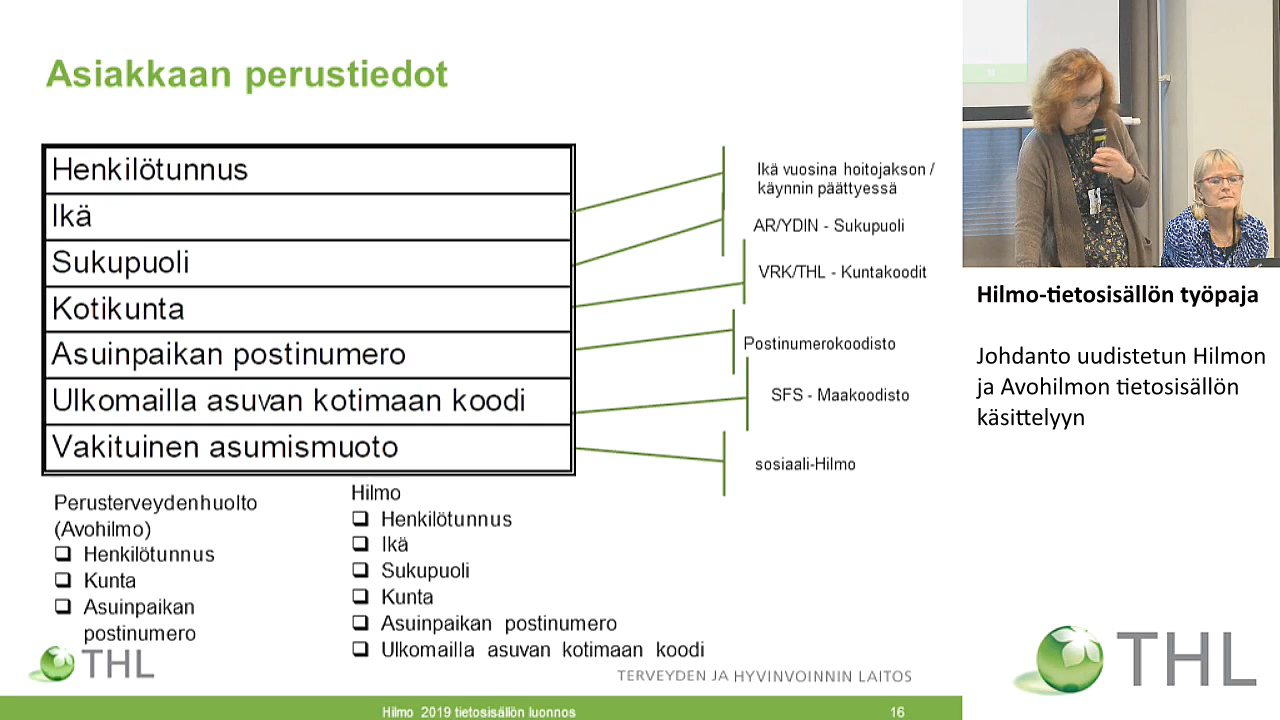 Asiakkaan perustiedot
Henkilötunnus
Ikä
Sukupuoli
Kotikunta
Asuinpaikan postinumero
Ulkomailla asuvan kotimaan koodi
Vakituinen asumismuoto
Ikä vuosina hoitojakson /
käynnin päättyessä
AR/YDIN - Sukupuoli
VRK/THL - Kuntakoodit
Postinumerokoodisto
SFS - Maakoodisto
sosiaali-Hilmo
Perusterveydenhuolto
(Avohilmo)
Henkilötunnus
Kunta
Asuinpaikan
postinumero
Hilmo
Henkilötunnus
Ikä
Sukupuoli
Kunta
Asuinpaikan postinumero
Ulkomailla asuvan kotimaan koodi
THL
TERVEYDEN JA HYVINVOINNIN LAITOS
Hilmo 2019 tietosisällön luonnos
16
Hilmo-tietosisällön työpaja
Johdanto uudistetun Hilmon
ja Avohilmon tietosisällön
käsittelyyn
THL